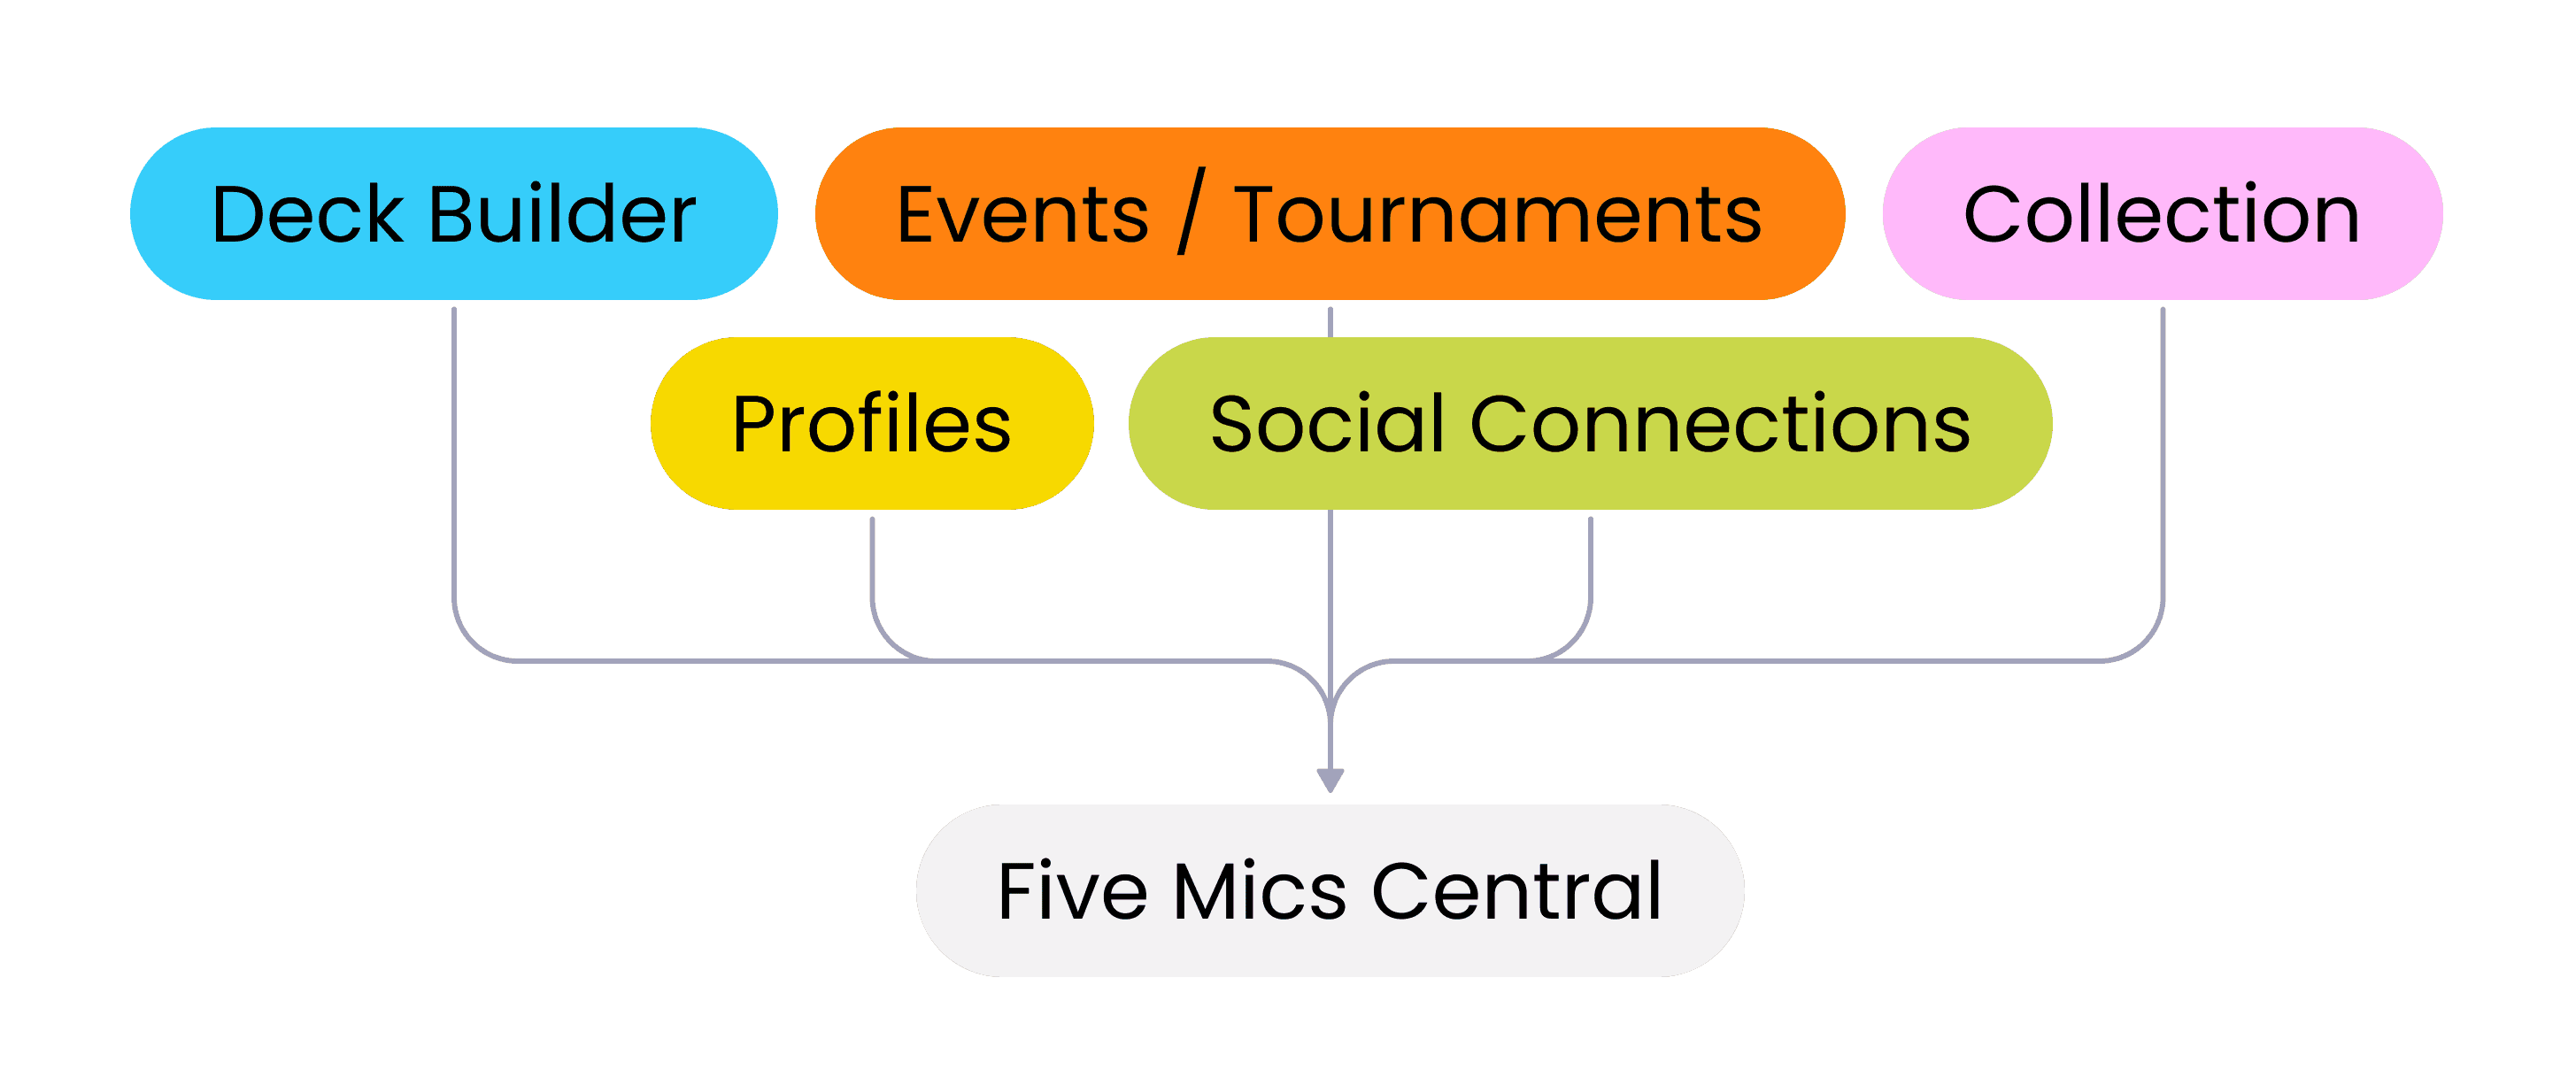 Deck Builder
Events / Tournaments
Collection
Profiles
Social Connections
Five Mics Central